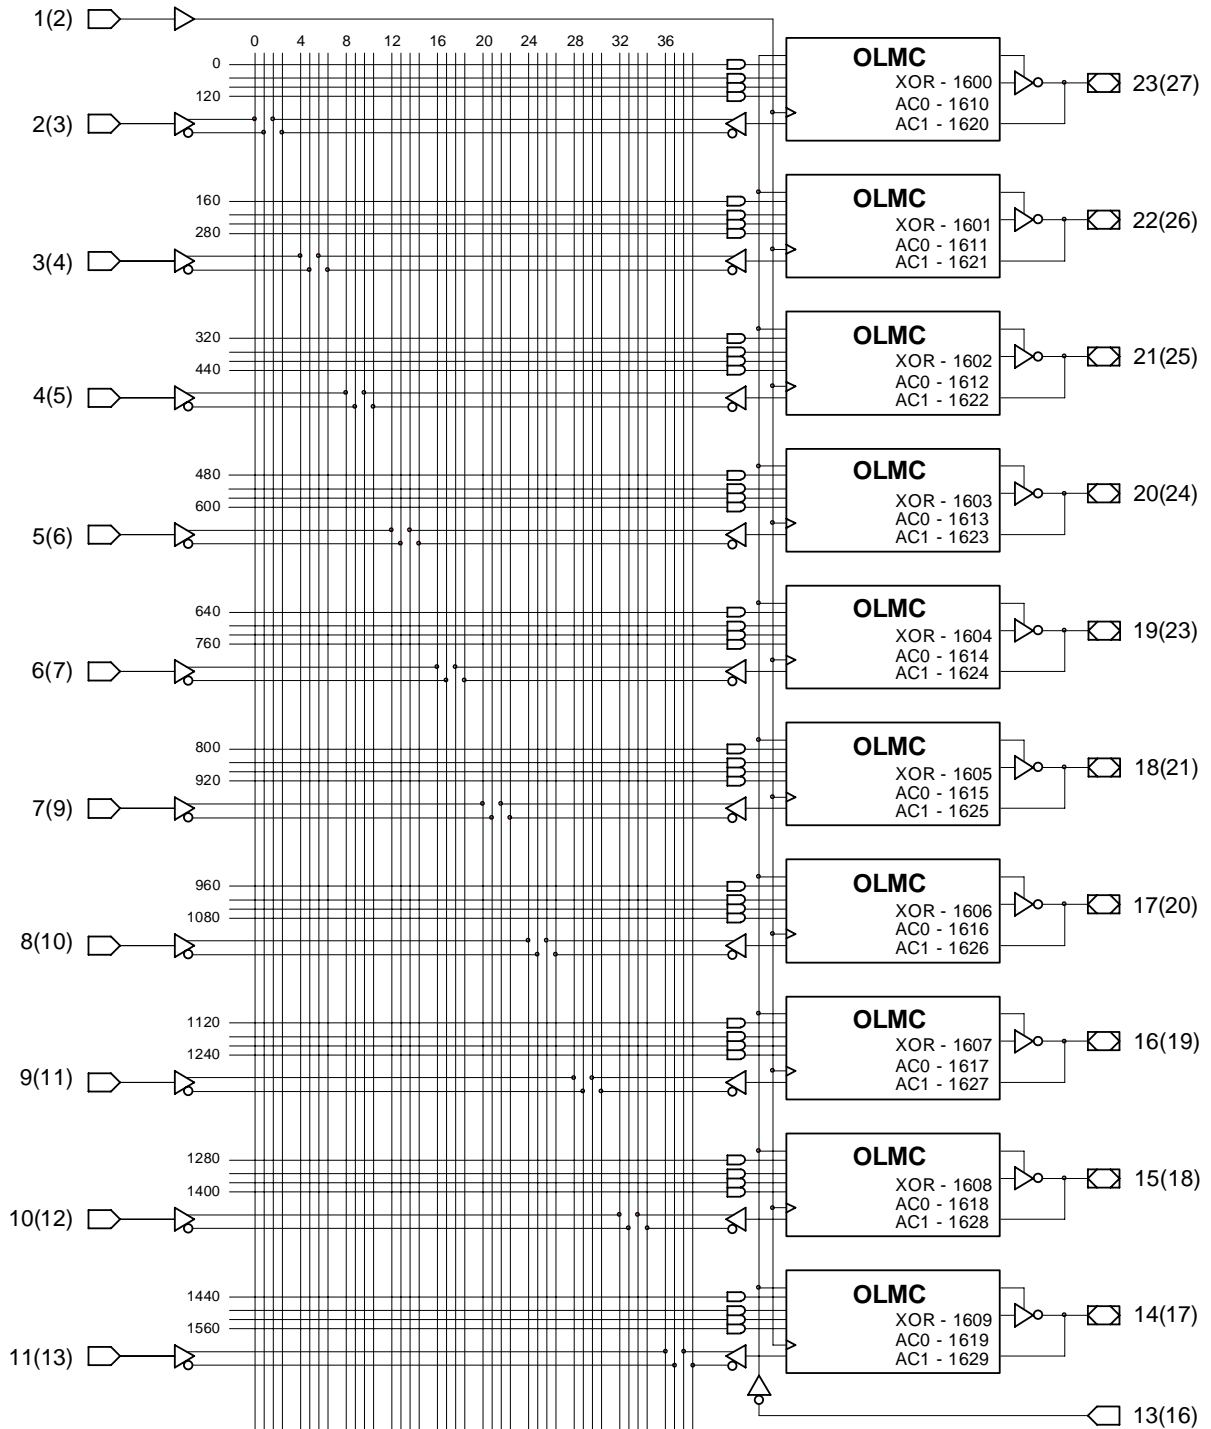 1(2)
0 4 8 12 16 20 24 28 32 36
0
120
OLMC
XOR - 1600
AC0 - 1610
AC1 - 1620
23(27)
2(3)
160
280
OLMC
XOR - 1601
AC0 - 1611
AC1 - 1621
22(26)
3(4)
320
440
OLMC
XOR - 1602
AC0 - 1612
AC1 - 1622
21(25)
4(5)
480
600
OLMC
XOR - 1603
AC0 - 1613
AC1 - 1623
20(24)
5(6)
640
760
OLMC
XOR - 1604
AC0 - 1614
AC1 - 1624
19(23)
6(7)
800
920
OLMC
XOR - 1605
AC0 - 1615
AC1 - 1625
18(21)
7(9)
960
1080
OLMC
XOR - 1606
AC0 - 1616
AC1 - 1626
17(20)
8(10)
1120
1240
OLMC
XOR - 1607
AC0 - 1617
AC1 - 1627
16(19)
9(11)
1280
1400
OLMC
XOR - 1608
AC0 - 1618
AC1 - 1628
15(18)
10(12)
1440
1560
OLMC
XOR - 1609
AC0 - 1619
AC1 - 1629
14(17)
11(13)
13(16)